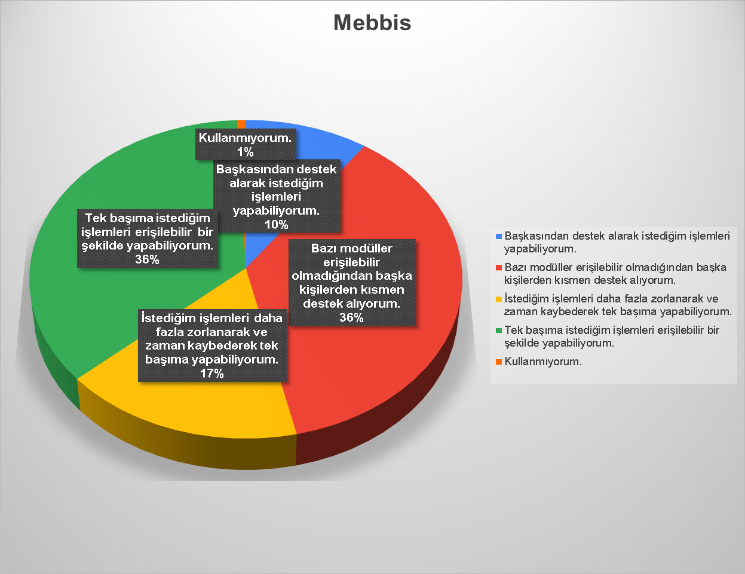 Mebbis
Kullanmıyorum.
1%
Başkasından destek
alarak istediğim
işlemleri
yapabiliyorum.
10%
Tek başıma istediğim
işlemleri erişilebilir bir
şekilde yapabiliyorum.
36%
Bazı modüller
erişilebilir
olmadığından başka
kişilerden kısmen
destek alıyorum.
36%
İstediğim işlemleri daha
fazla zorlanarak ve
zaman kaybederek tek
başıma yapabiliyorum.
17%
Başkasından destek alarak istediğim işlemleri
yapabiliyorum.
Bazı modüller erişilebilir olmadığından başka
kişilerden kısmen destek alıyorum.
İstediğim işlemleri daha fazla zorlanarak ve
zaman kaybederek tek başıma yapabiliyorum.
Tek başıma istediğim işlemleri erişilebilir bir
şekilde yapabiliyorum.
Kullanmıyorum.